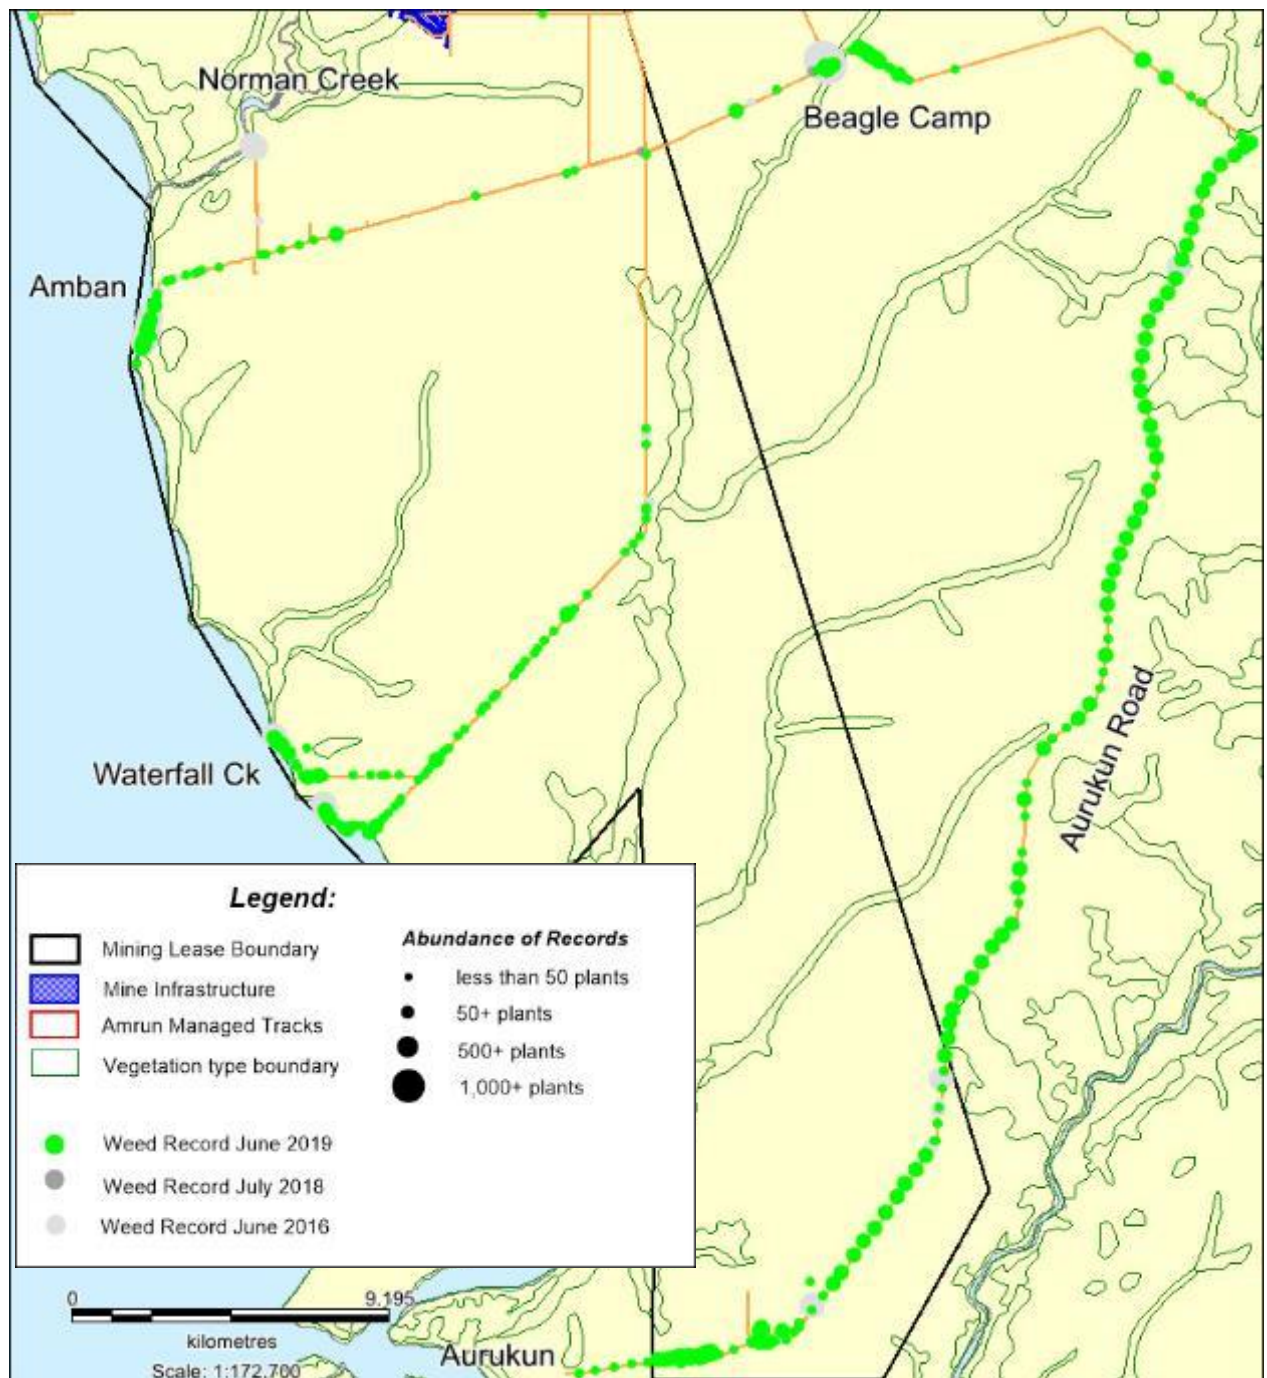 Norman Creek
Beagle Camp
Amban
Aurukun Road
Waterfall Ck
Legend:
Mining Lease Boundary
Mine Infrastructure
Amrun Managed Tracks
Vegetation type boundary
Abundance of Records
less than 50 plants
50+ plants
500+ plants
1,000+ plants
Weed Record June 2019
Weed Record July 2018
Weed Record June 2016
0 9.195
kilometres
Scale: 1:172,700
Aurukun